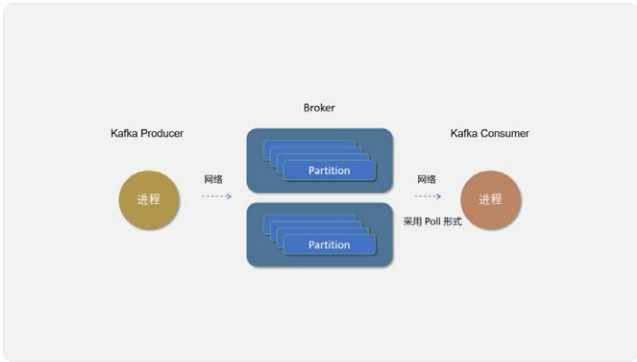 Broker
Kafka Producer
Kafka Consumer
Partition
网络
网络
进程
进程
采用 Poll 形式
Partition